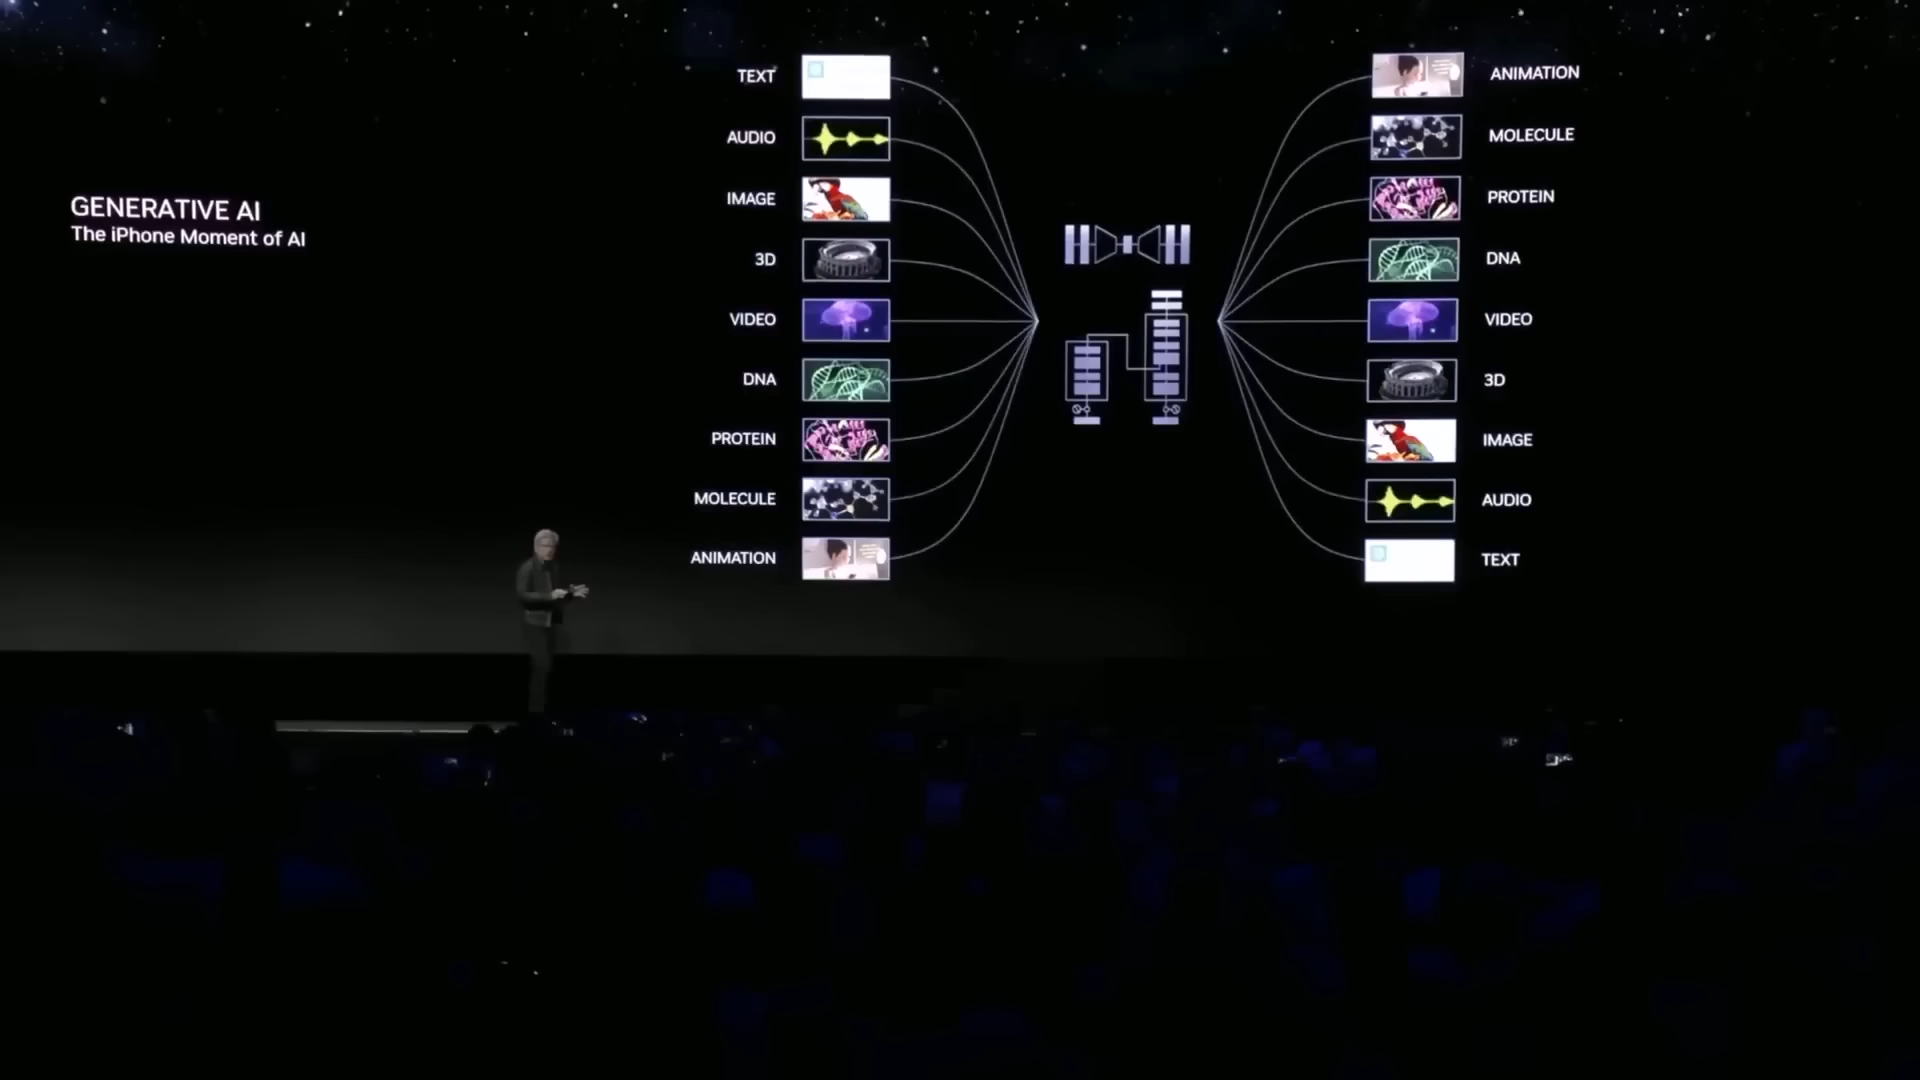 GENERATIVE AI
The iPhone Moment of AI
TEXT
AUDIO
IMAGE
3D
VIDEO
DNA
PROTEIN
MOLECULE
ANIMATION
ANIMATION
MOLECULE
PROTEIN
DNA
VIDEO
3D
IMAGE
AUDIO
TEXT